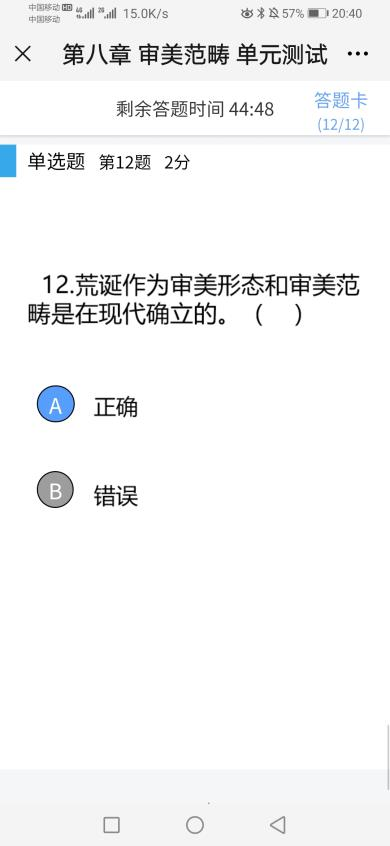 中国移动 HD 4G 2G 15.0K/s 57% 20:40
中国移动
第八章 审美范畴 单元测试
剩余答题时间 44:48
答题卡
(12/12)
单选题 第12题 2分
12.荒诞作为审美形态和审美范
畴是在现代确立的。（ ）
A 正确
B 错误